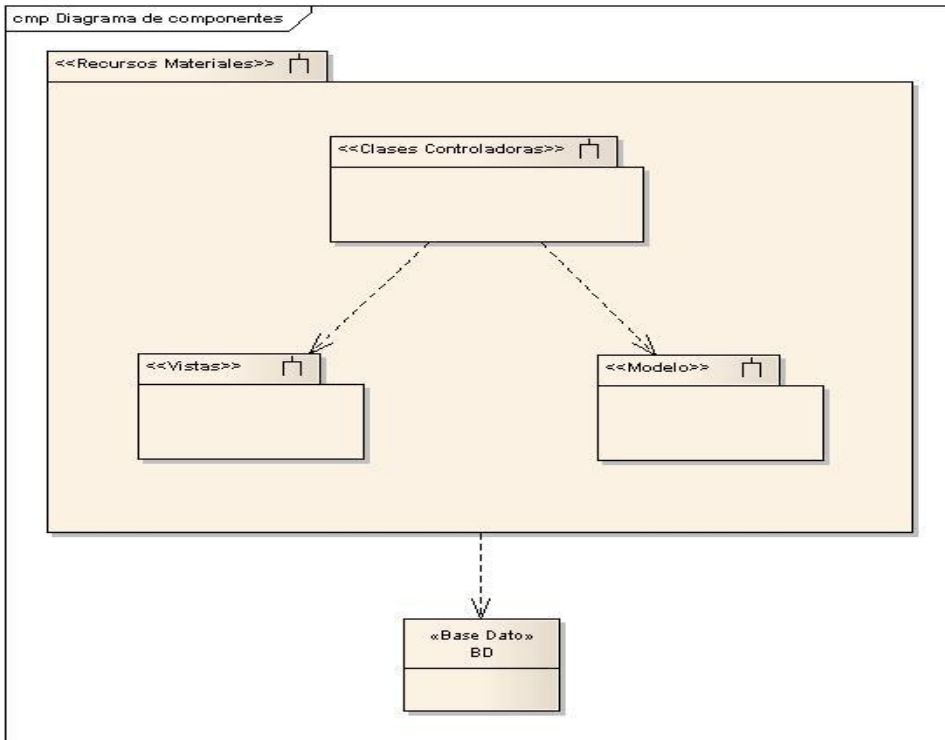 cmp Diagrama de componentes
<<Recursos Materiales>>
<<Clases Controladoras>>
<<Vistas>>
<<Modelo>>
«Base Dato»
BD